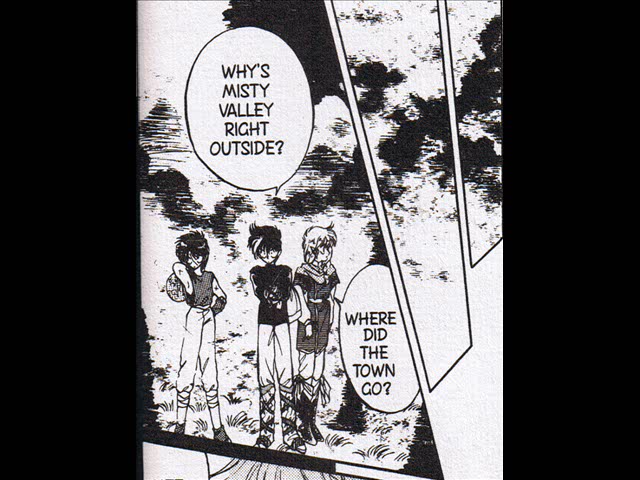 WHY'S
MISTY
VALLEY
RIGHT
OUTSIDE?
WHERE
DID
THE
TOWN
GO?